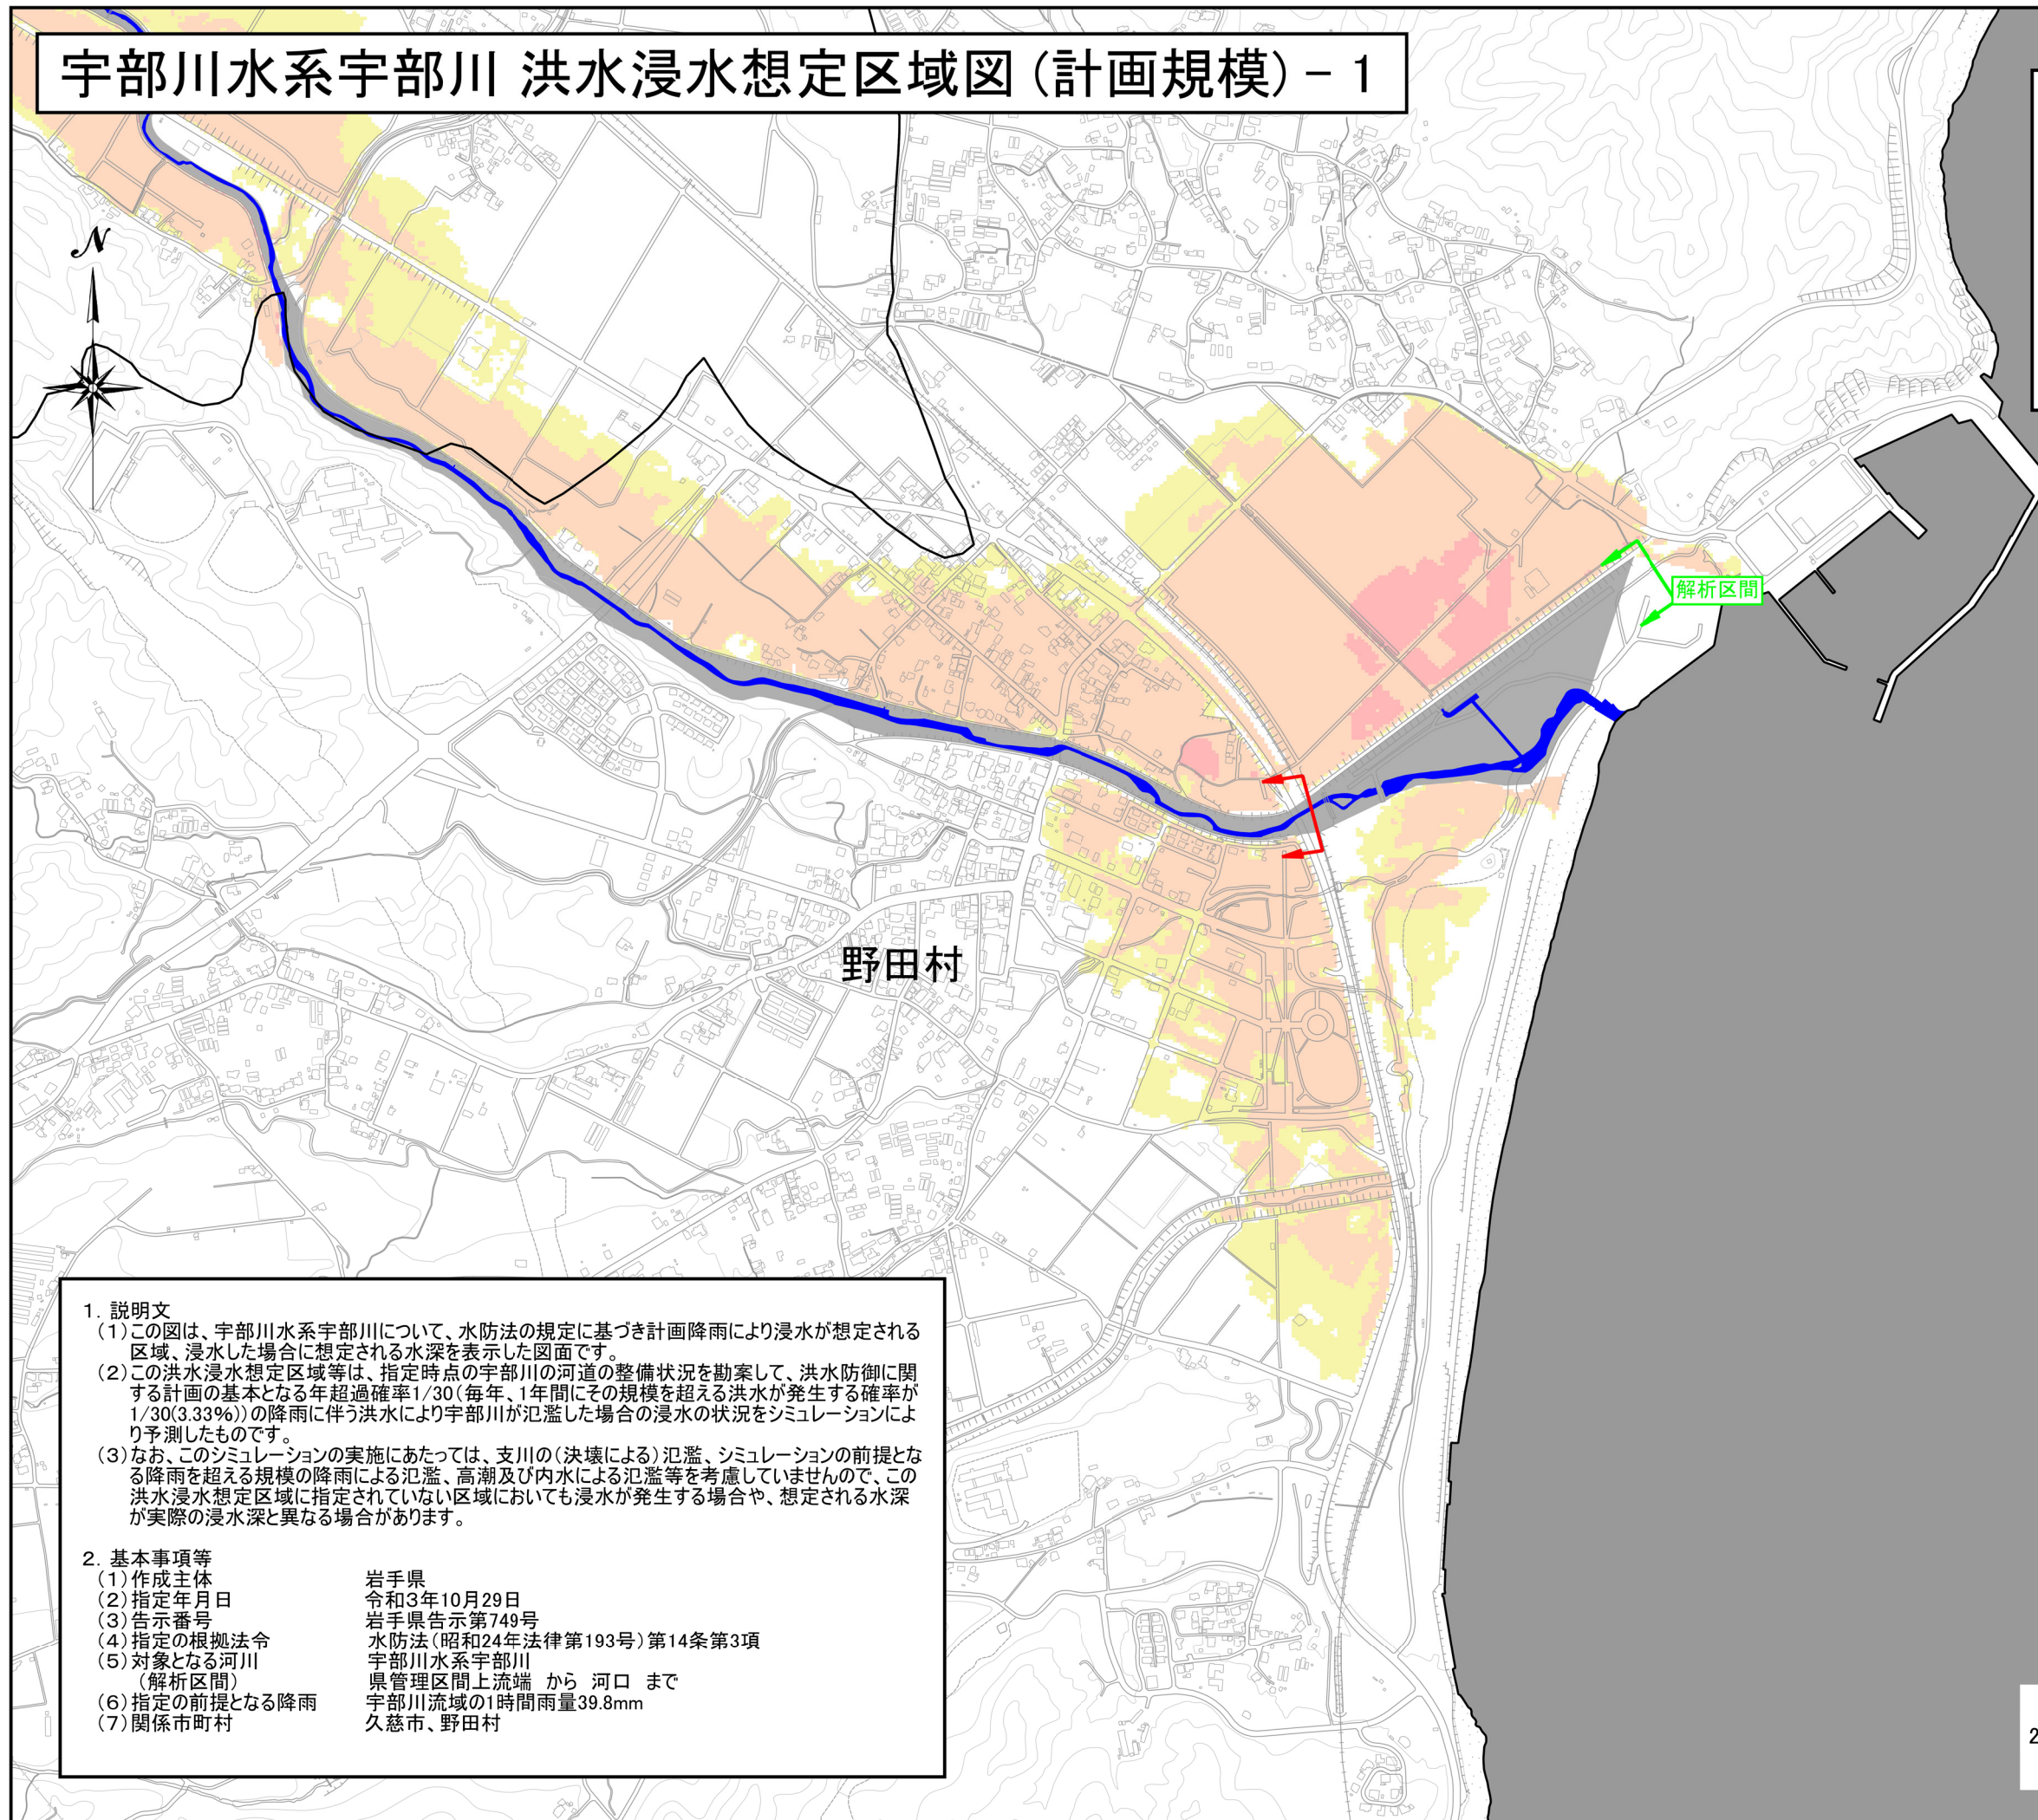 宇部川水系宇部川 洪水浸水想定区域図（計画規模）－１
N
解析区間
野田村
１．説明文
（１）この図は、宇部川水系宇部川について、水防法の規定に基づき計画降雨により浸水が想定される
区域、浸水した場合に想定される水深を表示した図面です。
（２）この洪水浸水想定区域等は、指定時点の宇部川の河道の整備状況を勘案して、洪水防御に関
する計画の基本となる年超過確率1/30（毎年、１年間にその規模を超える洪水が発生する確率が
1/30(3.33%)）の降雨に伴う洪水により宇部川が氾濫した場合の浸水の状況をシミュレーションによ
り予測したものです。
（３）なお、このシミュレーションの実施にあたっては、支川の（決壊による）氾濫、シミュレーションの前提とな
る降雨を超える規模の降雨による氾濫、高潮及び内水による氾濫等を考慮していませんので、この
洪水浸水想定区域に指定されていない区域においても浸水が発生する場合や、想定される水深
が実際の浸水深と異なる場合があります。
２．基本事項等
（１）作成主体 岩手県
（２）指定年月日 令和3年10月29日
（３）告示番号 岩手県告示第749号
（４）指定の根拠法令 水防法（昭和24年法律第193号）第14条第3項
（５）対象となる河川 宇部川水系宇部川
（解析区間） 県管理区間上流端 から 河口 まで
（６）指定の前提となる降雨 宇部川流域の1時間雨量39.8mm
（７）関係市町村 久慈市、野田村
2